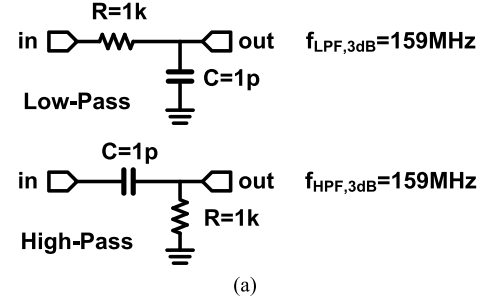 R=1k
in
out
f_LPF,3dB=159MHz
C=1p
Low-Pass
C=1p
in
out
f_HPF,3dB=159MHz
R=1k
High-Pass
(a)